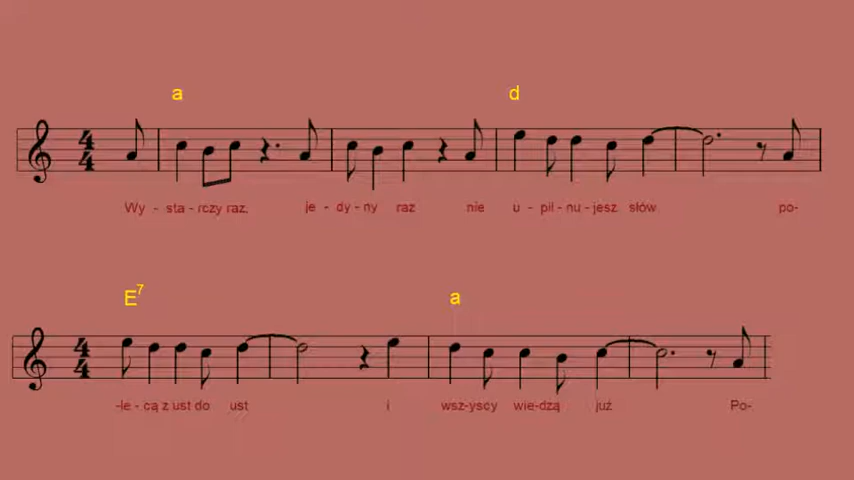 a d
Wy - sta - rczy raz, je - dy - ny raz nie u - pil - nu - jesz słów po-
E7 a
-le - cą z ust do ust i wsz-yscy wie-dzą już Po-